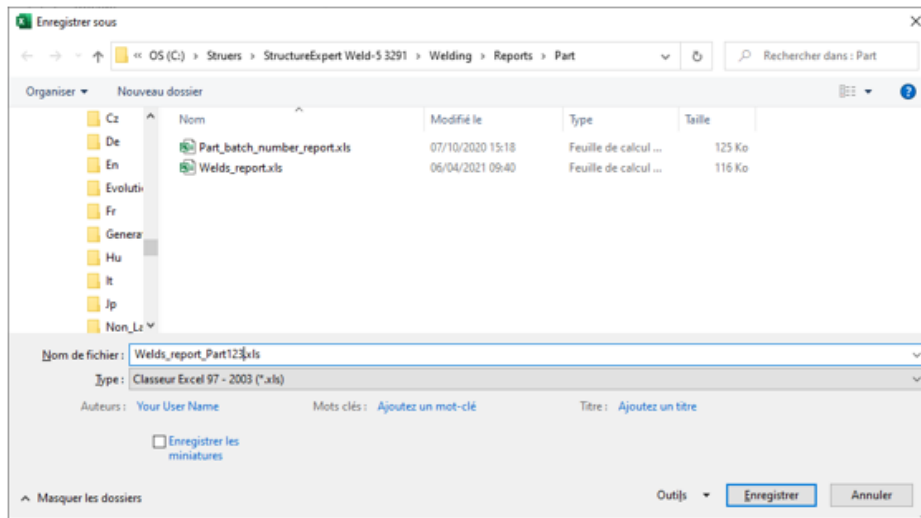 Enregistrer sous
« OS (C:) › Struers › StructureExpert Weld-5 3291 › Welding › Reports › Part
Rechercher dans : Part
Organiser
Nouveau dossier
Nom
Modifié le
Type
Taille
Cz
De
En
Evoluti
Fr
Genera
Hu
It
Jp
Non_La
Part_batch_number_report.xls 07/10/2020 15:18 Feuille de calcul ... 125 Ko
Welds_report.xls 06/04/2021 09:40 Feuille de calcul ... 116 Ko
Nom de fichier : Welds_report_Part123.xls
Type : Classeur Excel 97 - 2003 (*.xls)
Auteurs : Your User Name
Mots clés : Ajoutez un mot-clé
Titre : Ajoutez un titre
Enregistrer les
miniatures
Masquer les dossiers
Outils
Enregistrer
Annuler